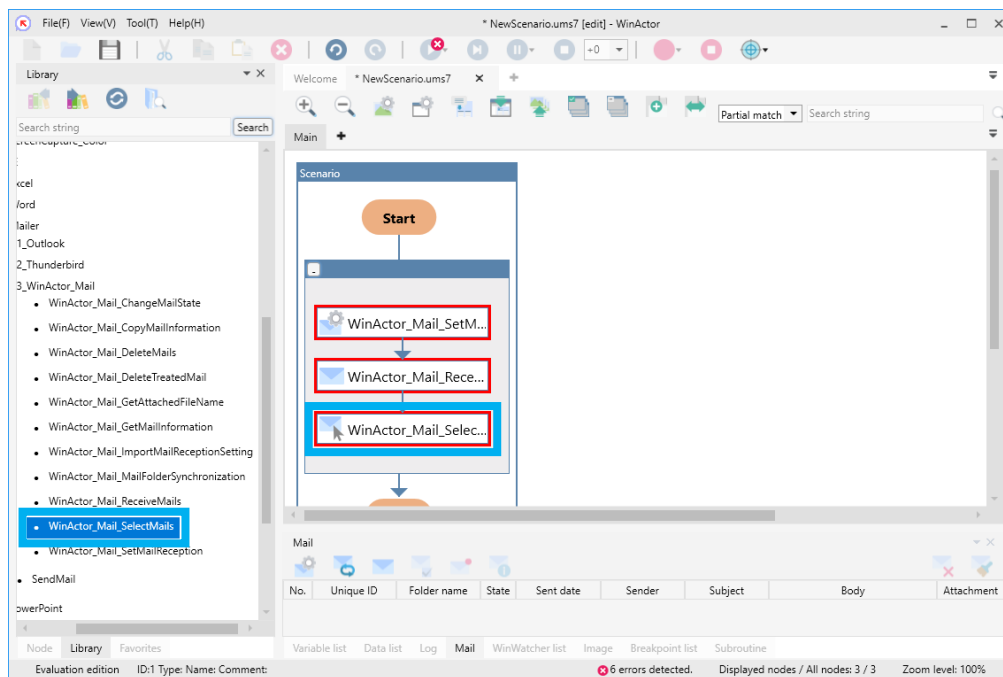 File(F) View(V) Tool(T) Help(H)
* NewScenario.ums7 [edit] - WinActor
+0
Library
Search string
Search
ScreenCapture_Color
xcel
Word
Mailer
1_Outlook
2_Thunderbird
3_WinActor_Mail
WinActor_Mail_ChangeMailState
WinActor_Mail_CopyMailInformation
WinActor_Mail_DeleteMails
WinActor_Mail_DeleteTreatedMail
WinActor_Mail_GetAttachedFileName
WinActor_Mail_GetMailInformation
WinActor_Mail_ImportMailReceptionSetting
WinActor_Mail_MailFolderSynchronization
WinActor_Mail_ReceiveMails
WinActor_Mail_SelectMails
WinActor_Mail_SetMailReception
SendMail
owerPoint
Node Library Favorites
Welcome * NewScenario.ums7
Partial match
Search string
Main
Scenario
Start
WinActor_Mail_SetM...
WinActor_Mail_Rece...
WinActor_Mail_Selec...
Mail
No. Unique ID Folder name State Sent date Sender Subject Body Attachment
Variable list Data list Log Mail WinWatcher list Image Breakpoint list Subroutine
Evaluation edition ID:1 Type: Name: Comment:
6 errors detected. Displayed nodes / All nodes: 3 / 3 Zoom level: 100%